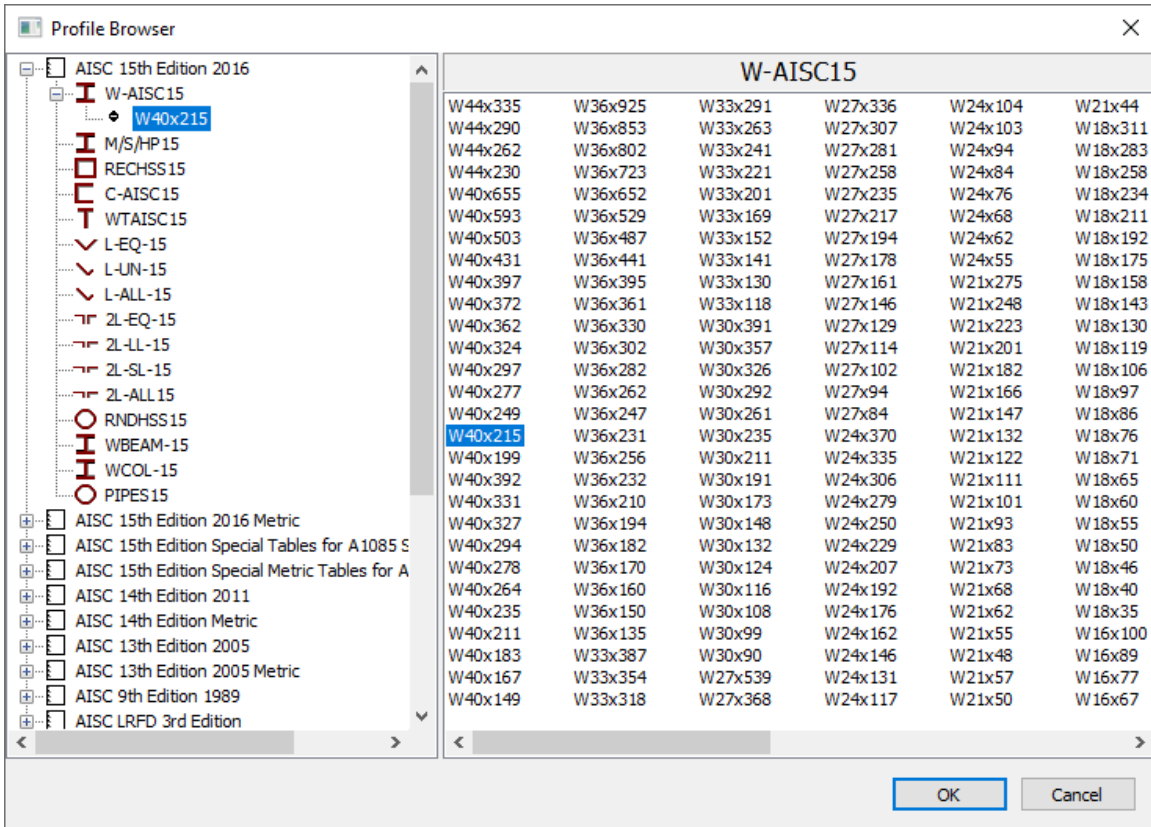 Profile Browser
AISC 15th Edition 2016
W-AISC15
W40x215
M/S/HP15
RECHSS15
C-AISC15
WTAISC15
L-EQ-15
L-UN-15
L-ALL-15
2L-EQ-15
2L-LL-15
2L-SL-15
2L-ALL15
RNDHSS15
WBEAM-15
WCOL-15
PIPES15
AISC 15th Edition 2016 Metric
AISC 15th Edition Special Tables for A1085 S
AISC 15th Edition Special Metric Tables for A
AISC 14th Edition 2011
AISC 14th Edition Metric
AISC 13th Edition 2005
AISC 13th Edition 2005 Metric
AISC 9th Edition 1989
AISC LRFD 3rd Edition
W-AISC15
W44x335 W36x925 W33x291 W27x336 W24x104 W21x44
W44x290 W36x853 W33x263 W27x307 W24x103 W18x311
W44x262 W36x802 W33x241 W27x281 W24x94 W18x283
W44x230 W36x723 W33x221 W27x258 W24x84 W18x258
W40x655 W36x652 W33x201 W27x235 W24x76 W18x234
W40x593 W36x529 W33x169 W27x217 W24x68 W18x211
W40x503 W36x487 W33x152 W27x194 W24x62 W18x192
W40x431 W36x441 W33x141 W27x178 W24x55 W18x175
W40x397 W36x395 W33x130 W27x161 W21x275 W18x158
W40x372 W36x361 W33x118 W27x146 W21x248 W18x143
W40x362 W36x330 W30x391 W27x129 W21x223 W18x130
W40x324 W36x302 W30x357 W27x114 W21x201 W18x119
W40x297 W36x282 W30x326 W27x102 W21x182 W18x106
W40x277 W36x262 W30x292 W27x94 W21x166 W18x97
W40x249 W36x247 W30x261 W27x84 W21x147 W18x86
W40x215 W36x231 W30x235 W24x370 W21x132 W18x76
W40x199 W36x256 W30x211 W24x335 W21x122 W18x71
W40x392 W36x232 W30x191 W24x306 W21x111 W18x65
W40x331 W36x210 W30x173 W24x279 W21x101 W18x60
W40x327 W36x194 W30x148 W24x250 W21x93 W18x55
W40x294 W36x182 W30x132 W24x229 W21x83 W18x50
W40x278 W36x170 W30x124 W24x207 W21x73 W18x46
W40x264 W36x160 W30x116 W24x192 W21x68 W18x40
W40x235 W36x150 W30x108 W24x176 W21x62 W18x35
W40x211 W36x135 W30x99 W24x162 W21x55 W16x100
W40x183 W33x387 W30x90 W24x146 W21x48 W16x89
W40x167 W33x354 W27x539 W24x131 W21x57 W16x77
W40x149 W33x318 W27x368 W24x117 W21x50 W16x67
OK Cancel